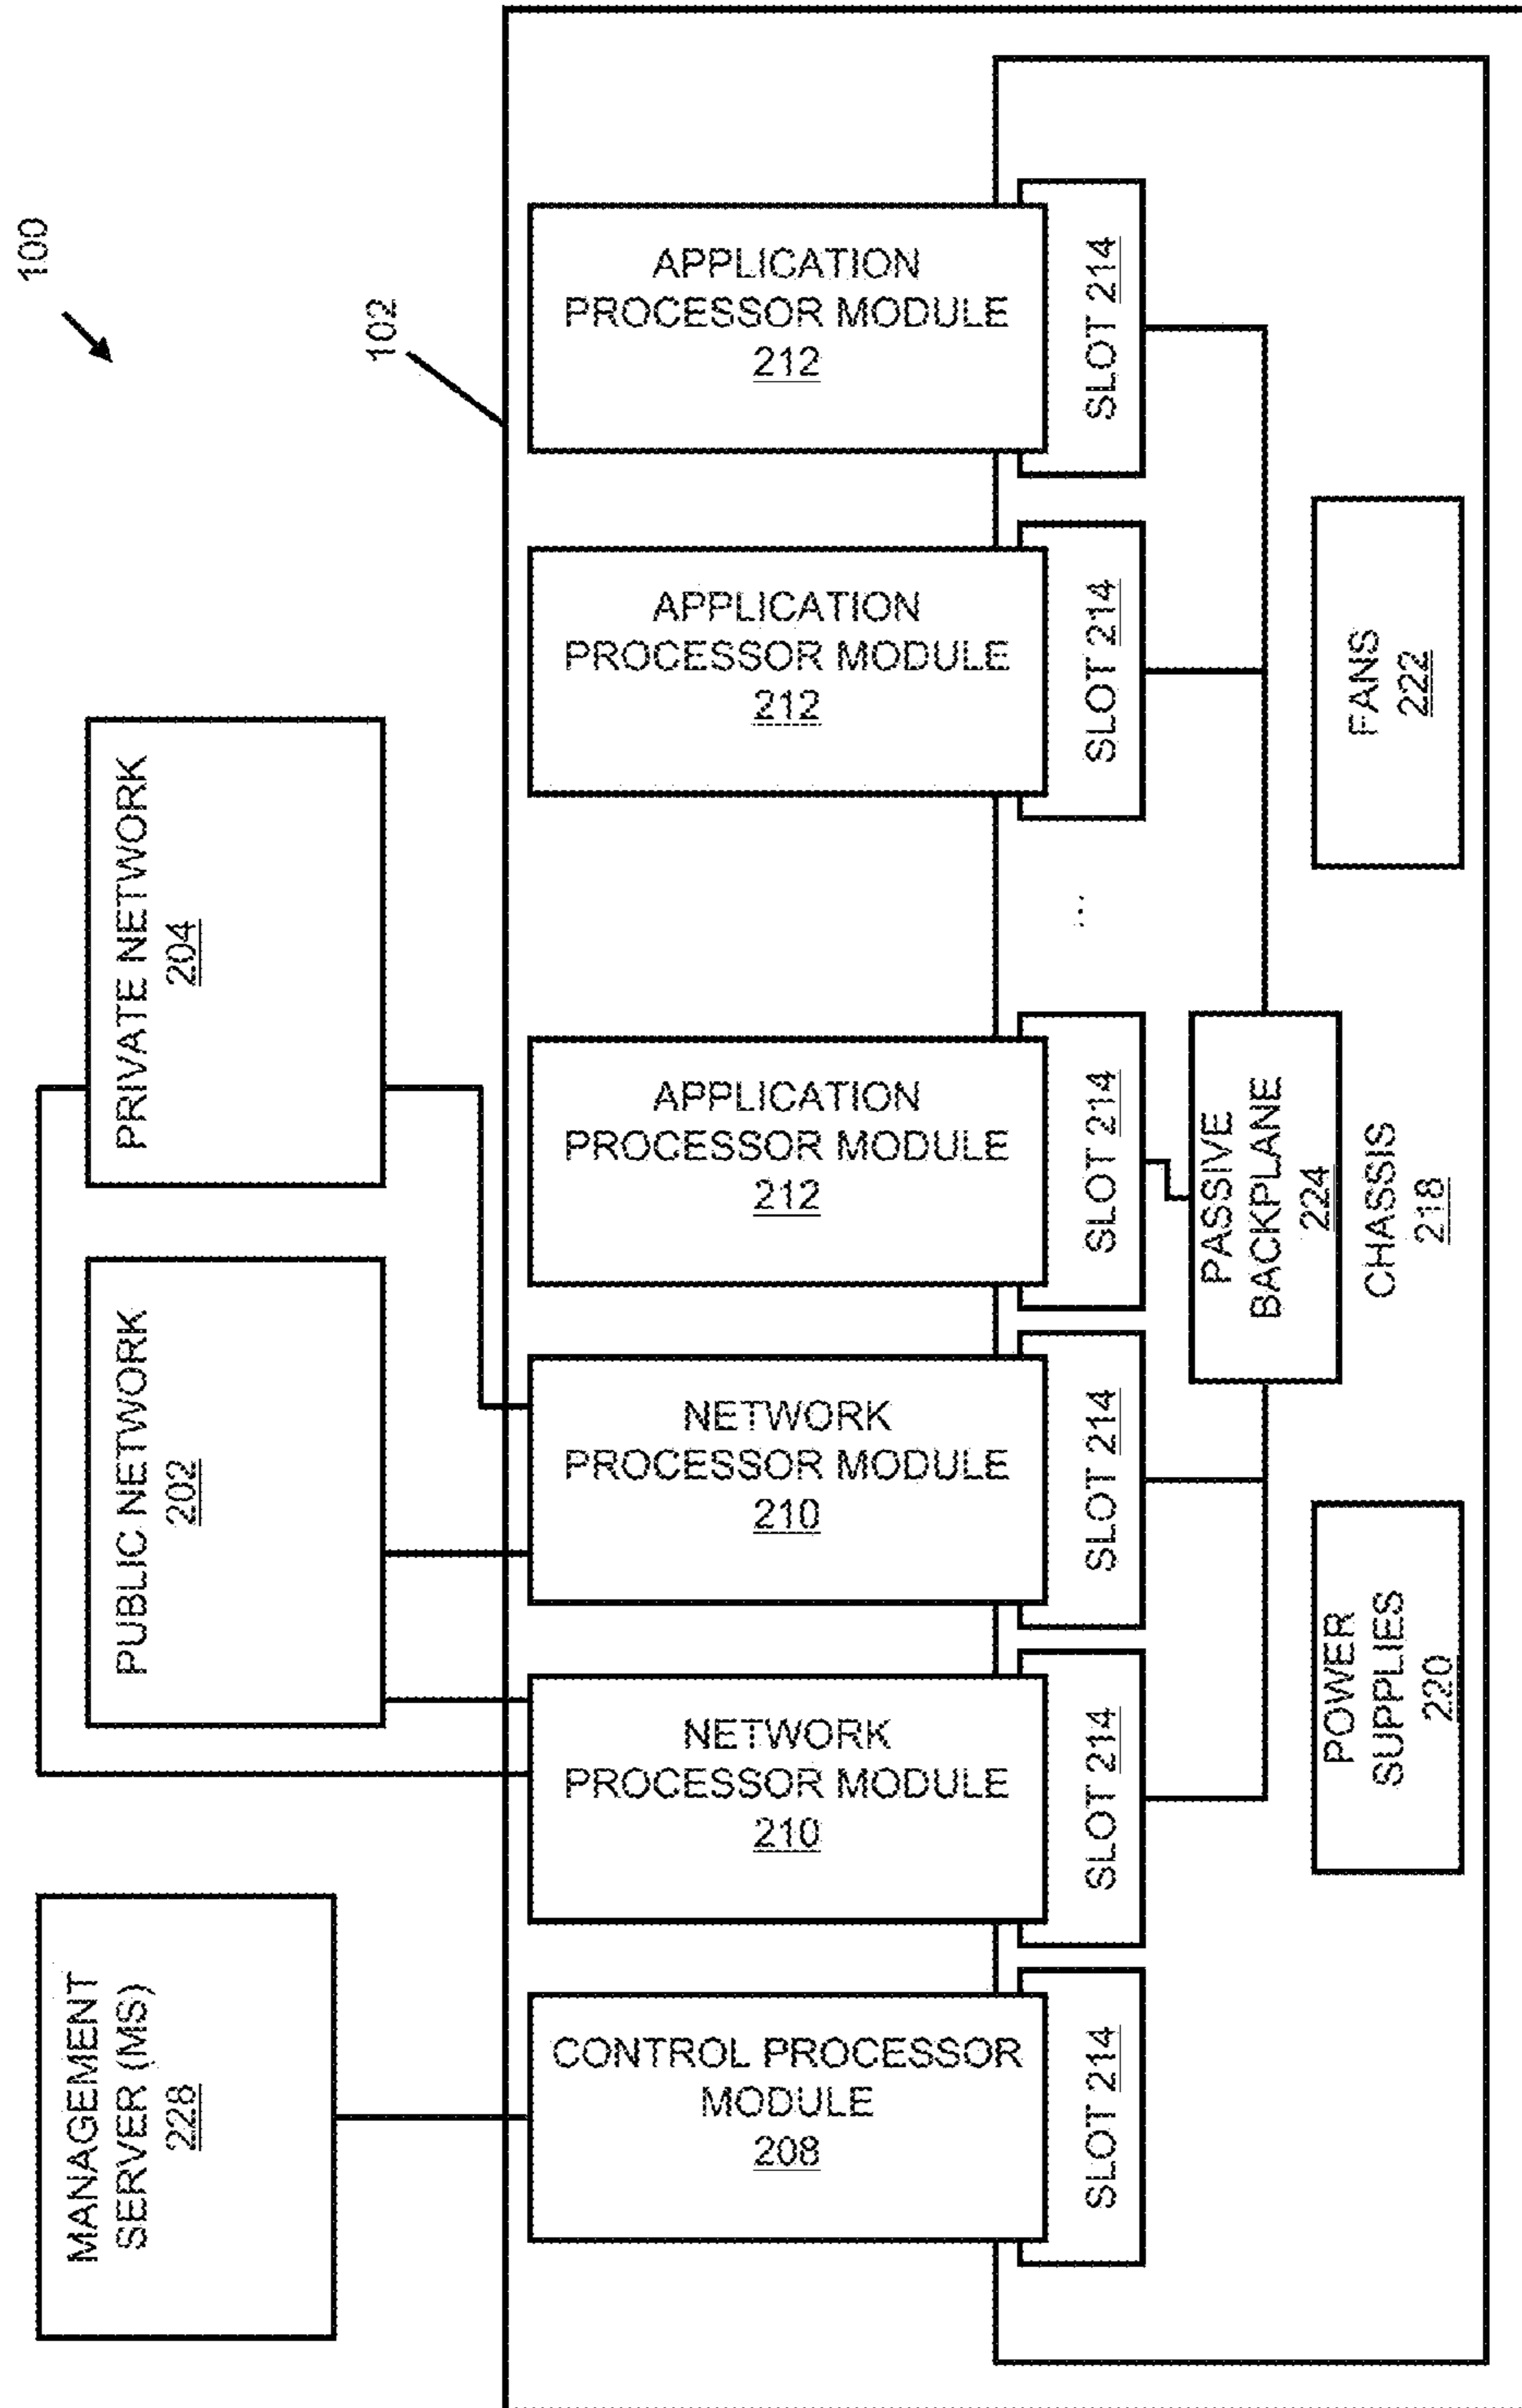 100
MANAGEMENT
SERVER (MS)
228
PUBLIC NETWORK
202
PRIVATE NETWORK
204
102
CONTROL PROCESSOR
MODULE
208
NETWORK
PROCESSOR MODULE
210
NETWORK
PROCESSOR MODULE
210
APPLICATION
PROCESSOR MODULE
212
APPLICATION
PROCESSOR MODULE
212
APPLICATION
PROCESSOR MODULE
212
SLOT 214
SLOT 214
SLOT 214
SLOT 214
...
SLOT 214
SLOT 214
PASSIVE
BACKPLANE
224
POWER
SUPPLIES
220
CHASSIS
218
FANS
222